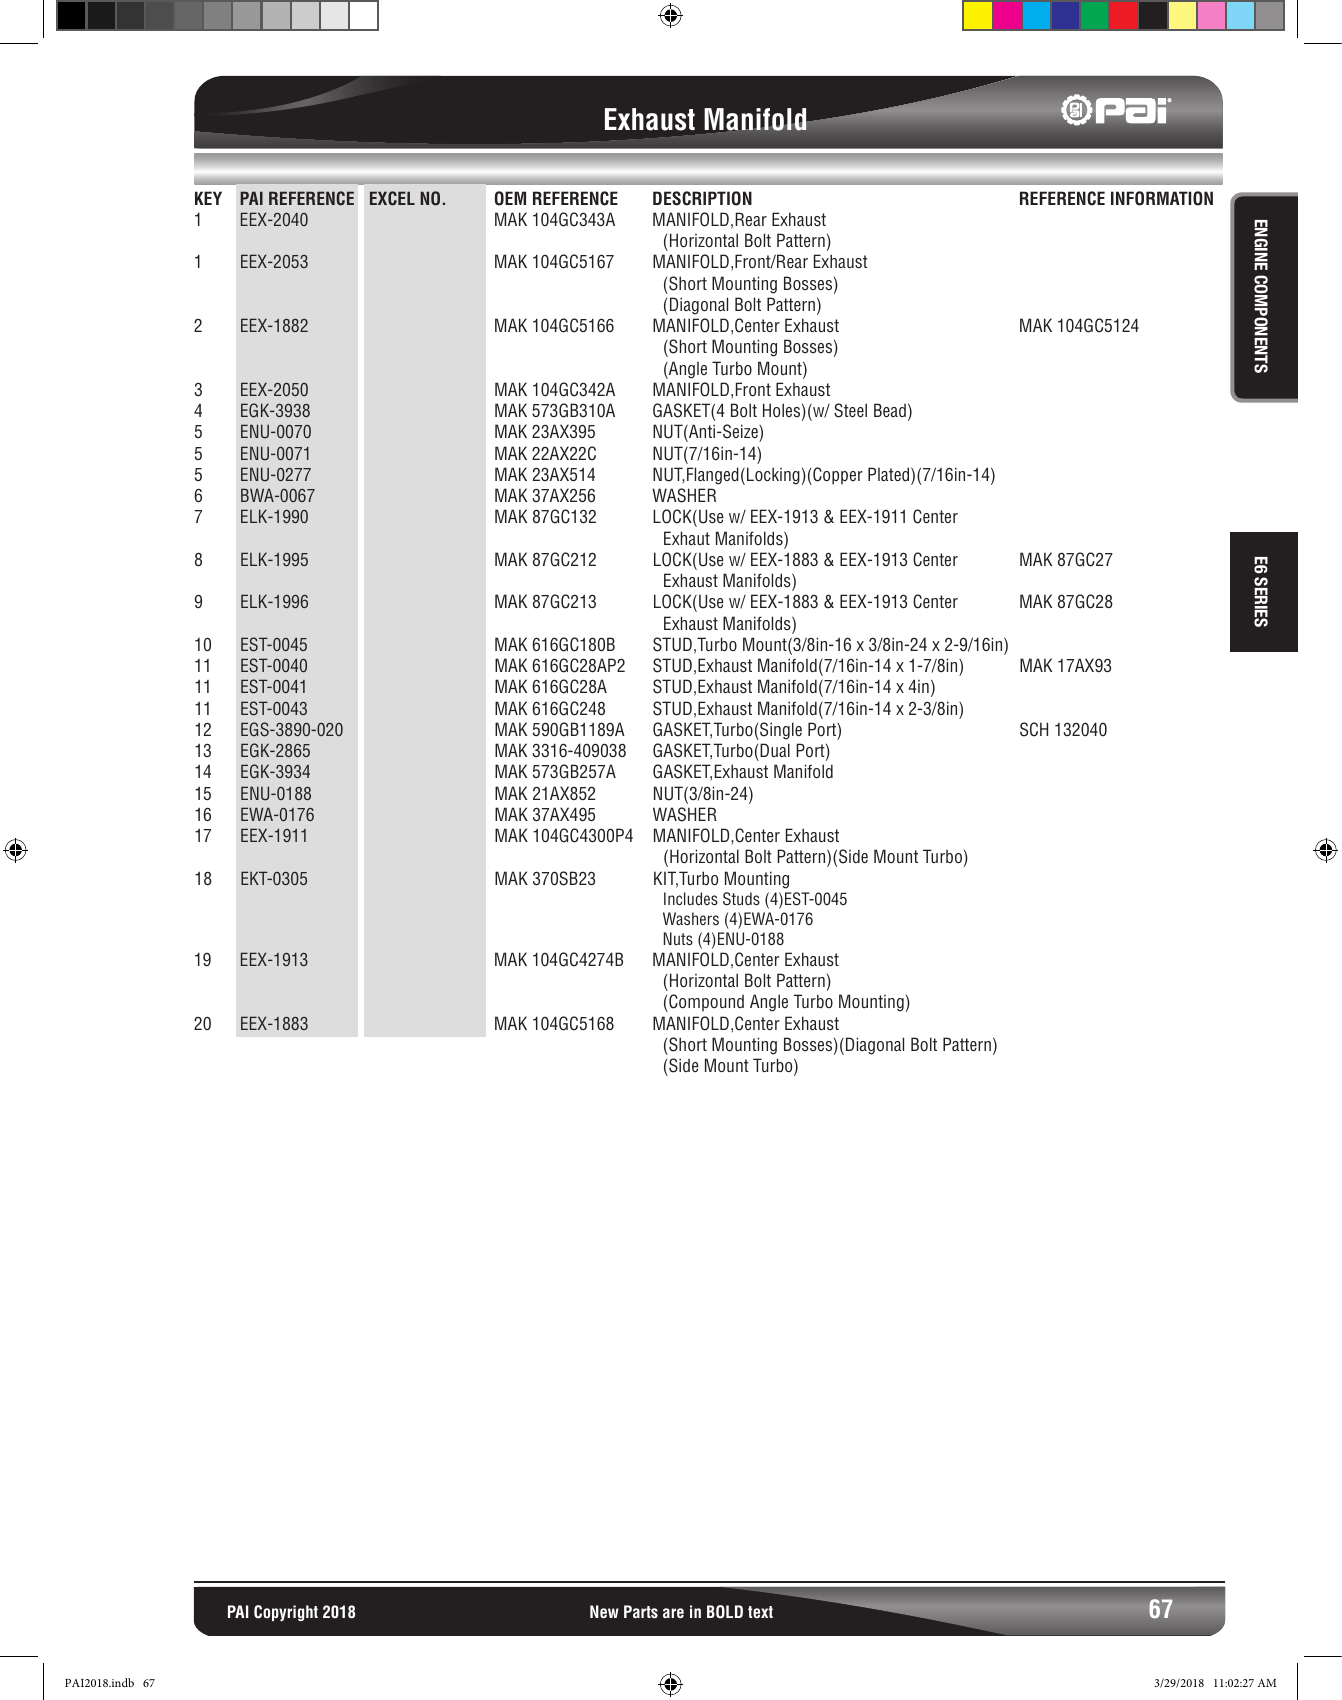 Exhaust Manifold
PAI
pai®
KEY PAI REFERENCE EXCEL NO. OEM REFERENCE DESCRIPTION REFERENCE INFORMATION
1 EEX-2040 MAK 104GC343A MANIFOLD,Rear Exhaust
(Horizontal Bolt Pattern)
1 EEX-2053 MAK 104GC5167 MANIFOLD,Front/Rear Exhaust
(Short Mounting Bosses)
(Diagonal Bolt Pattern)
2 EEX-1882 MAK 104GC5166 MANIFOLD,Center Exhaust MAK 104GC5124
(Short Mounting Bosses)
(Angle Turbo Mount)
3 EEX-2050 MAK 104GC342A MANIFOLD,Front Exhaust
4 EGK-3938 MAK 573GB310A GASKET(4 Bolt Holes)(w/ Steel Bead)
5 ENU-0070 MAK 23AX395 NUT(Anti-Seize)
5 ENU-0071 MAK 22AX22C NUT(7/16in-14)
5 ENU-0277 MAK 23AX514 NUT,Flanged(Locking)(Copper Plated)(7/16in-14)
6 BWA-0067 MAK 37AX256 WASHER
7 ELK-1990 MAK 87GC132 LOCK(Use w/ EEX-1913 & EEX-1911 Center
Exhaut Manifolds)
8 ELK-1995 MAK 87GC212 LOCK(Use w/ EEX-1883 & EEX-1913 Center MAK 87GC27
Exhaust Manifolds)
9 ELK-1996 MAK 87GC213 LOCK(Use w/ EEX-1883 & EEX-1913 Center MAK 87GC28
Exhaust Manifolds)
10 EST-0045 MAK 616GC180B STUD,Turbo Mount(3/8in-16 x 3/8in-24 x 2-9/16in)
11 EST-0040 MAK 616GC28AP2 STUD,Exhaust Manifold(7/16in-14 x 1-7/8in) MAK 17AX93
11 EST-0041 MAK 616GC28A STUD,Exhaust Manifold(7/16in-14 x 4in)
11 EST-0043 MAK 616GC248 STUD,Exhaust Manifold(7/16in-14 x 2-3/8in)
12 EGS-3890-020 MAK 590GB1189A GASKET,Turbo(Single Port) SCH 132040
13 EGK-2865 MAK 3316-409038 GASKET,Turbo(Dual Port)
14 EGK-3934 MAK 573GB257A GASKET,Exhaust Manifold
15 ENU-0188 MAK 21AX852 NUT(3/8in-24)
16 EWA-0176 MAK 37AX495 WASHER
17 EEX-1911 MAK 104GC4300P4 MANIFOLD,Center Exhaust
(Horizontal Bolt Pattern)(Side Mount Turbo)
18 EKT-0305 MAK 370SB23 KIT,Turbo Mounting
Includes Studs (4)EST-0045
Washers (4)EWA-0176
Nuts (4)ENU-0188
19 EEX-1913 MAK 104GC4274B MANIFOLD,Center Exhaust
(Horizontal Bolt Pattern)
(Compound Angle Turbo Mounting)
20 EEX-1883 MAK 104GC5168 MANIFOLD,Center Exhaust
(Short Mounting Bosses)(Diagonal Bolt Pattern)
(Side Mount Turbo)
ENGINE COMPONENTS
E6 SERIES
PAI Copyright 2018 New Parts are in BOLD text 67
PAI2018.indb 67 3/29/2018 11:02:27 AM